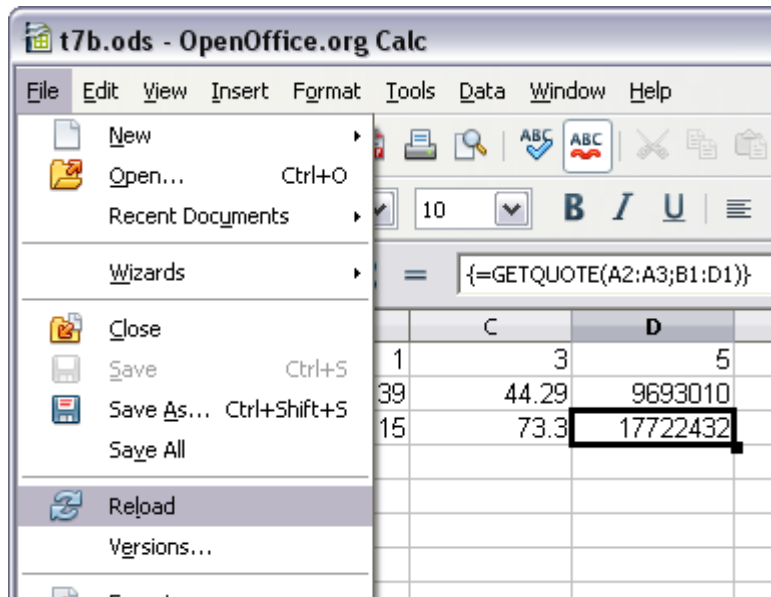 t7b.ods - OpenOffice.org Calc
File Edit View Insert Format Tools Data Window Help
New
Open... Ctrl+O
Recent Documents
Wizards
Close
Save Ctrl+S
Save As... Ctrl+Shift+S
Save All
Reload
Versions...
ABC ABC
10 B I U
= {=GETQUOTE(A2:A3;B1:D1)}
C D
1 3 5
39 44.29 9693010
15 73.3 17722432